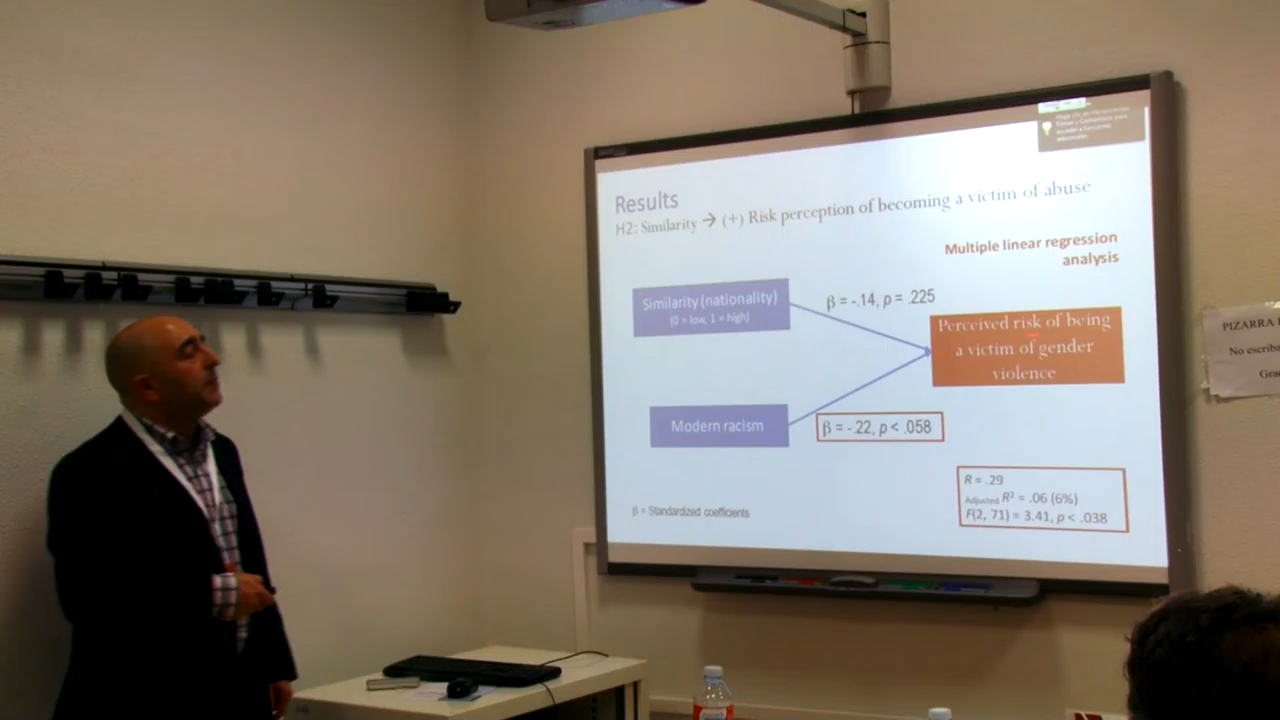 Results
H2: Similarity → (+) Risk perception of becoming a victim of abuse
Multiple linear regression
analysis
Similarity (nationality)
(0 = low, 1 = high)
β = -.14, p = .225
Perceived risk of being
a victim of gender
violence
Modern racism
β = -.22, p < .058
R = .29
Adjusted R² = .06 (6%)
F(2, 71) = 3.41, p < .038
β = Standardized coefficients
PIZARRA
No escriba
Gra